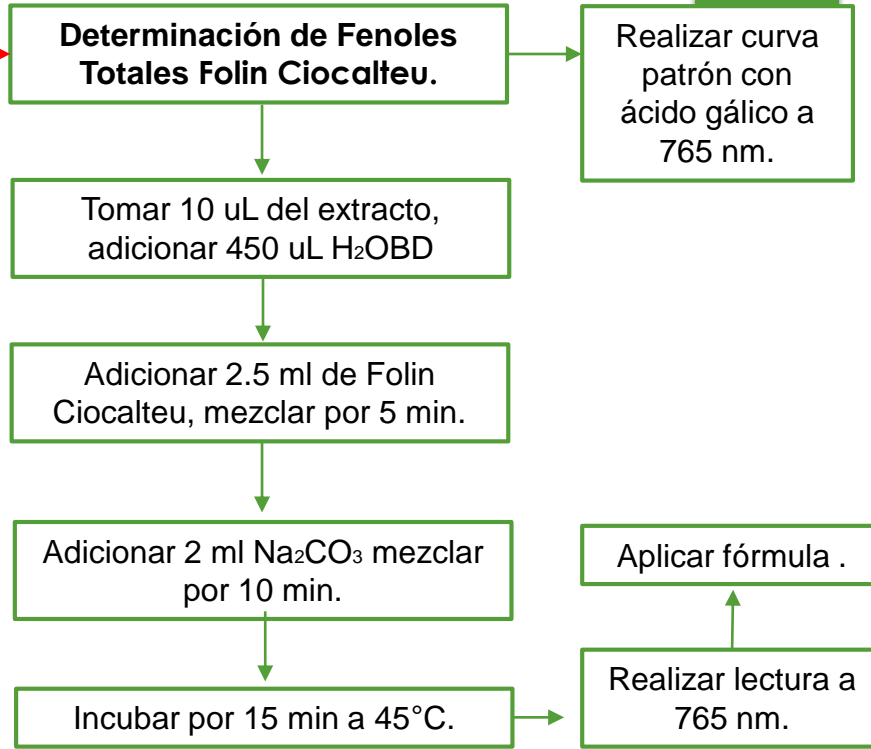 Determinación de Fenoles
Totales Folin Ciocalteu.
Realizar curva
patrón con
ácido gálico a
765 nm.
Tomar 10 uL del extracto,
adicionar 450 uL H₂OBD
Adicionar 2.5 ml de Folin
Ciocalteu, mezclar por 5 min.
Adicionar 2 ml Na₂CO₃ mezclar
por 10 min.
Incubar por 15 min a 45°C.
Realizar lectura a
765 nm.
Aplicar fórmula .